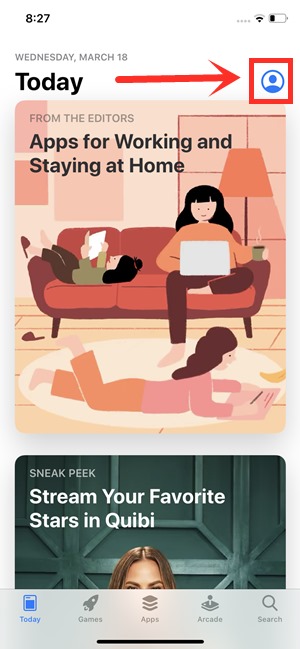 8:27
WEDNESDAY, MARCH 18
Today
FROM THE EDITORS
Apps for Working and
Staying at Home
SNEAK PEEK
Stream Your Favorite
Stars in Quibi
Today Games Apps Arcade Search